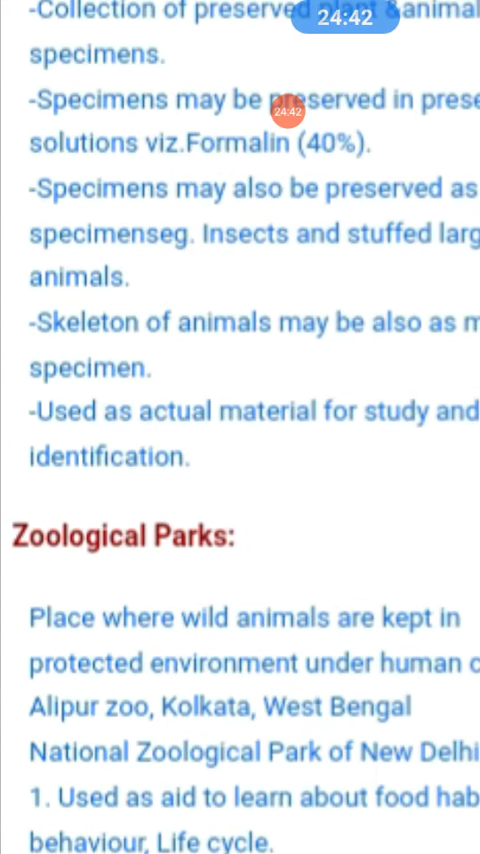 -Collection of preserved plant &animal
24:42
specimens.
-Specimens may be preserved in prese
24:42
solutions viz.Formalin (40%).
-Specimens may also be preserved as
specimenseg. Insects and stuffed larg
animals.
-Skeleton of animals may be also as m
specimen.
-Used as actual material for study and
identification.
Zoological Parks:
Place where wild animals are kept in
protected environment under human c
Alipur zoo, Kolkata, West Bengal
National Zoological Park of New Delhi
1. Used as aid to learn about food hab
behaviour, Life cycle.